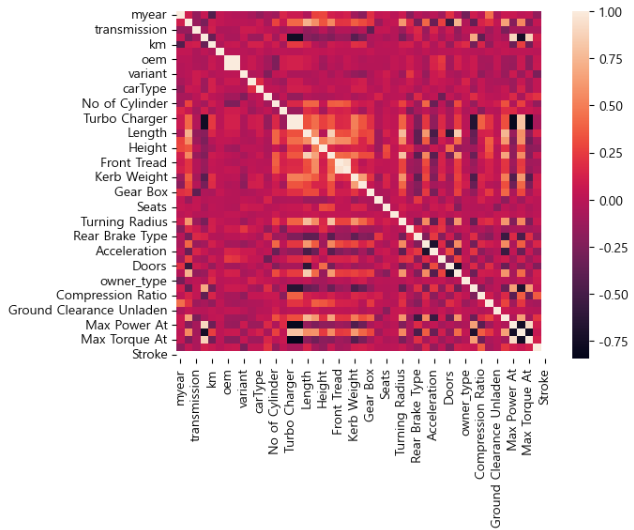 myear
transmission
km
oem
variant
carType
No of Cylinder
Turbo Charger
Length
Height
Front Tread
Kerb Weight
Gear Box
Seats
Turning Radius
Rear Brake Type
Acceleration
Doors
owner_type
Compression Ratio
Ground Clearance Unladen
Max Power At
Max Torque At
Stroke
myear
transmission
km
oem
variant
carType
No of Cylinder
Turbo Charger
Length
Height
Front Tread
Kerb Weight
Gear Box
Seats
Turning Radius
Rear Brake Type
Acceleration
Doors
owner_type
Compression Ratio
Ground Clearance Unladen
Max Power At
Max Torque At
Stroke
1.00
0.75
0.50
0.25
0.00
-0.25
-0.50
-0.75